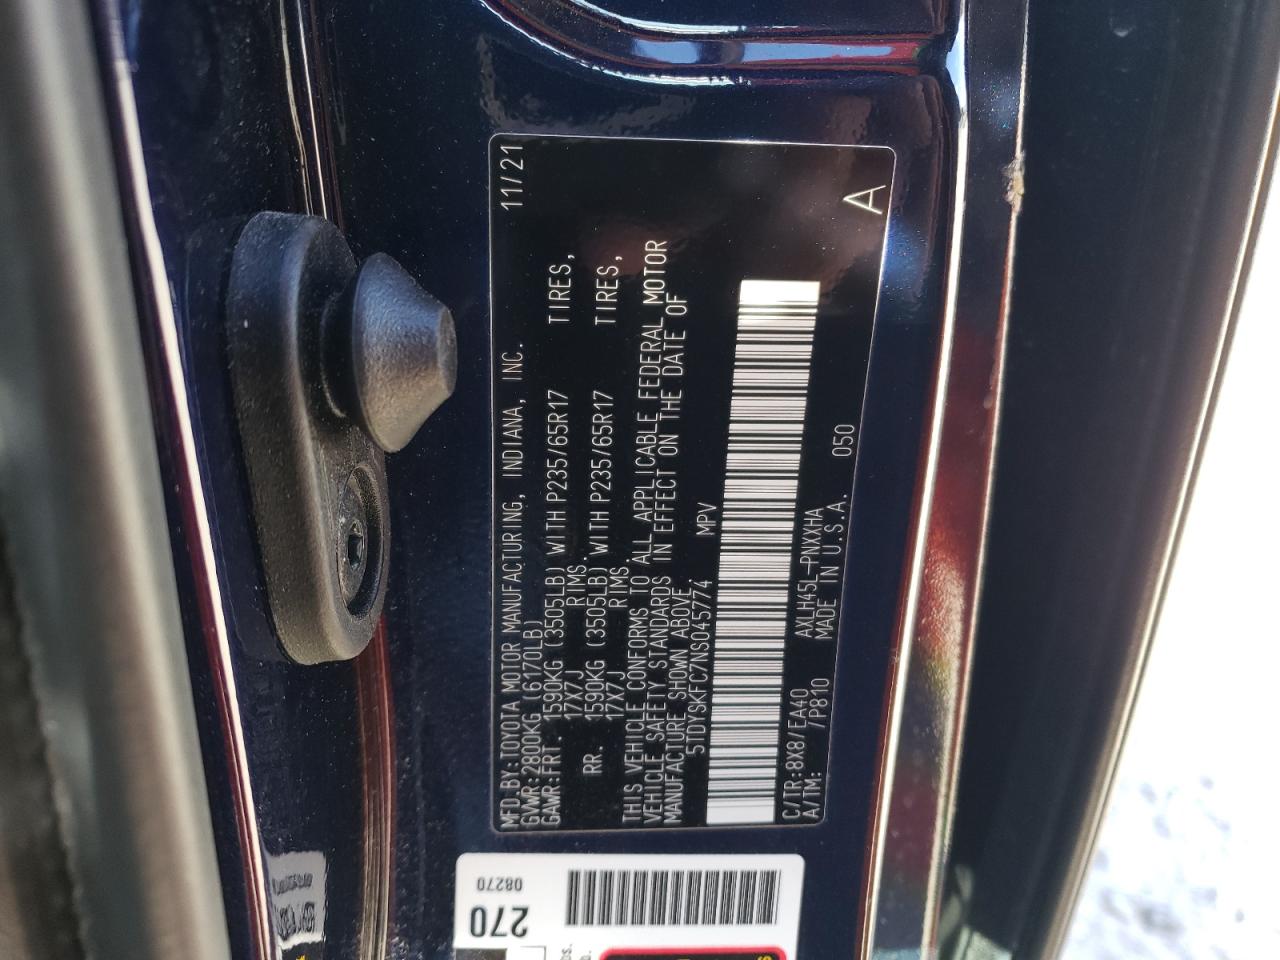 MFD.BY:TOYOTA MOTOR MANUFACTURING, INDIANA, INC. 11/21
GVWR:2800KG (6170LB)
GAWR:FRT. 1590KG (3505LB) WITH P235/65R17 TIRES,
17X7J RIMS.
RR. 1590KG (3505LB) WITH P235/65R17 TIRES,
17X7J RIMS
THIS VEHICLE CONFORMS TO ALL APPLICABLE FEDERAL MOTOR
VEHICLE SAFETY STANDARDS IN EFFECT ON THE DATE OF
MANUFACTURE SHOWN ABOVE
5TDYSKFC7NS045774 MPV
C/TR:8X8/EA40 AXLH45L-PNXXHA
A/TM: /P810 MADE IN U.S.A. 050
A
08270
270